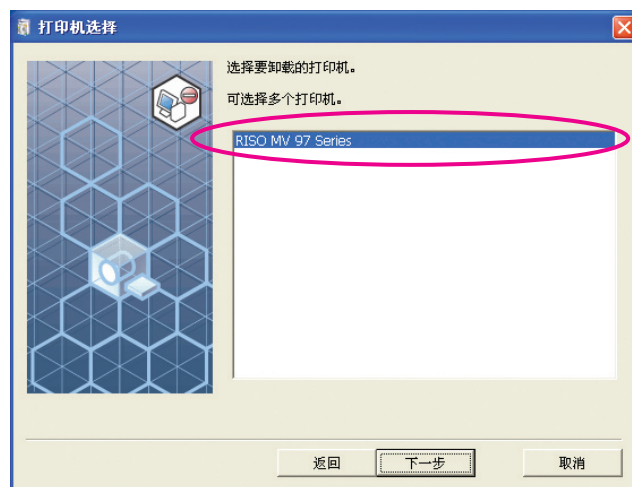 打印机选择
选择要卸载的打印机。
可选择多个打印机。
RISO MV 97 Series
返回
下一步
取消